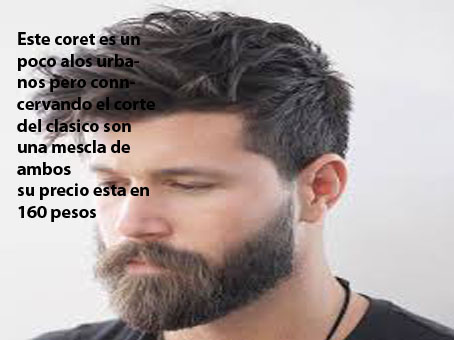 Este coret es un
poco alos urba-
nos pero conn-
cervando el corte
del clasico son
una mescla de
ambos
su precio esta en
160 pesos